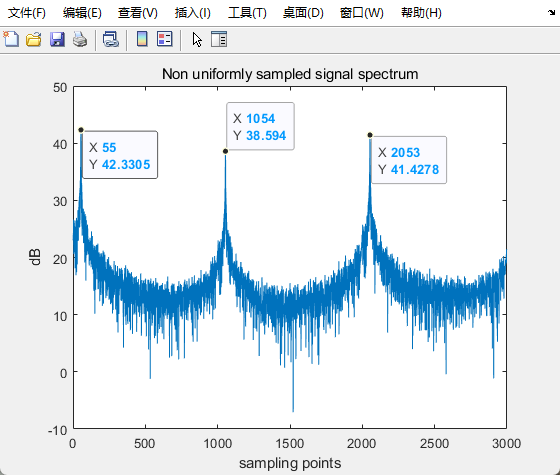 文件(F) 编辑(E) 查看(V) 插入(I) 工具(T) 桌面(D) 窗口(W) 帮助(H)
Non uniformly sampled signal spectrum
50
40
30
20
10
0
-10
dB
X 55
Y 42.3305
X 1054
Y 38.594
X 2053
Y 41.4278
0 500 1000 1500 2000 2500 3000
sampling points